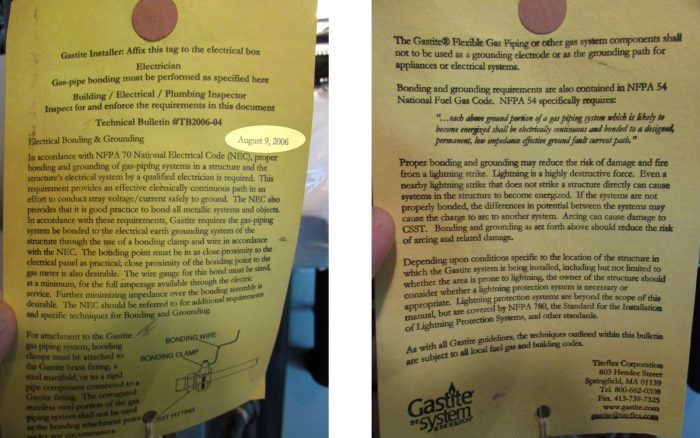 Gastite Installer: Affix this tag to the electrical box
Electrician
Gas-pipe bonding must be performed as specified here
Building / Electrical / Plumbing Inspector
Inspect for and enforce the requirements in this document
Technical Bulletin #TB2006-04
Electrical Bonding & Grounding
August 9, 2006
In accordance with NFPA 70 National Electrical Code (NEC), proper
bonding and grounding of gas-piping systems in a structure and the
structure's electrical system by a qualified electrician is required. This
requirement provides an effective electrically continuous path in an
effort to conduct stray voltage/current safely to ground. The NEC also
provides that it is good practice to bond all metallic systems and objects.
In accordance with these requirements, Gastite requires the gas piping
system be bonded to the electrical earth grounding system of the
structure through the use of a bonding clamp and wire in accordance
with the NEC. The bonding point must be in as close proximity to the
electrical panel as practical; close proximity of the bonding point to the
gas meter is also desirable. The wire gauge for this bond must be sized,
at a minimum, for the full amperage available through the electric
service. Further minimizing impedance over the bonding assembly is
desirable. The NEC should be referred to for additional requirements
and specific techniques for Bonding and Grounding.
For attachment to the Gastite
gas piping system, bonding
clamps must be attached to
the Gastite brass fitting, a
steel manifold, or to a rigid
pipe component connected to a
Gastite fitting. The corrugated
stainless steel portion of the gas
piping system shall not be used
as the bonding attachment point
under any circumstances.
BONDING WIRE
BONDING CLAMP
FITTING
The Gastite® Flexible Gas Piping or other gas system components shall
not to be used as a grounding electrode or as the grounding path for
appliances or electrical systems.
Bonding and grounding requirements are also contained in NFPA 54
National Fuel Gas Code. NFPA 54 specifically requires:
"…each above ground portion of a gas piping system which is likely to
become energized shall be electrically continuous and bonded to a designed,
permanent, low impedance effective ground fault current path."
Proper bonding and grounding may reduce the risk of damage and fire
from a lightning strike. Lightning is a highly destructive force. Even a
nearby lightning strike that does not strike a structure directly can cause
systems in the structure to become energized. If the systems are not
properly bonded, the differences in potential between the systems may
cause the charge to arc to another system. Arcing can cause damage to
CSST. Bonding and grounding as set forth above should reduce the risk
of arcing and related damage.
Depending upon conditions specific to the location of the structure in
which the Gastite system is being installed, including but not limited to
whether the area is prone to lightning, the owner of the structure should
consider whether a lightning protection system is necessary or
appropriate. Lightning protection systems are beyond the scope of this
manual, but are covered by NFPA 780, the Standard for the Installation
of Lightning Protection Systems, and other standards.
As with all Gastite guidelines, the techniques outlined within this bulletin
are subject to all local fuel gas and building codes.
Titeflex Corporation
603 Hendee Street
Springfield, MA 01139
Tel. 800-662-0208
Fax. 413-739-7325
www.gastite.com
gastite@titeflex.com
Gastite
THE System
IS THE SOLUTION